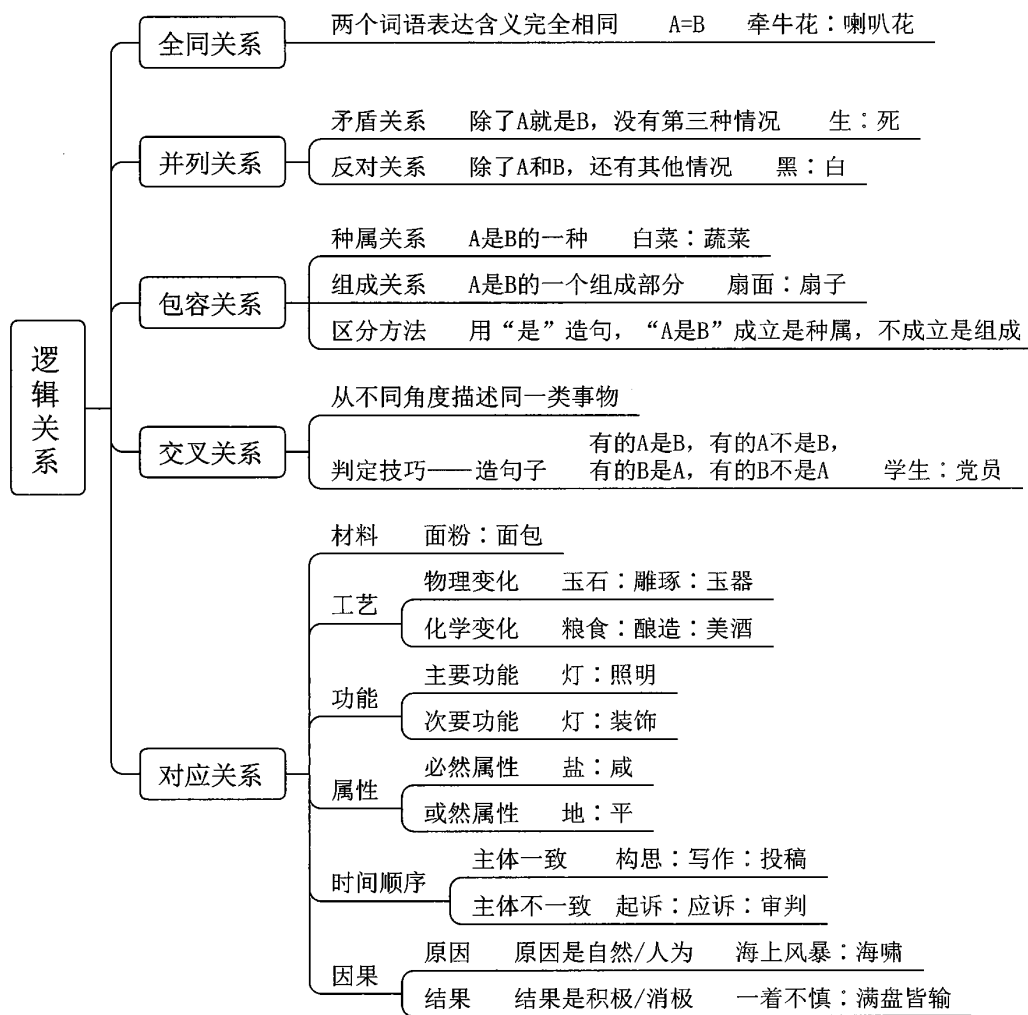 逻辑关系
全同关系
两个词语表达含义完全相同 A=B 牵牛花：喇叭花
并列关系
矛盾关系 除了A就是B，没有第三种情况 生：死
反对关系 除了A和B，还有其他情况 黑：白
包容关系
种属关系 A是B的一种 白菜：蔬菜
组成关系 A是B的一个组成部分 扇面：扇子
区分方法 用“是”造句，“A是B”成立是种属，不成立是组成
交叉关系
从不同角度描述同一类事物
判定技巧——造句子 有的A是B，有的A不是B，
有的B是A，有的B不是A 学生：党员
对应关系
材料 面粉：面包
工艺
物理变化 玉石：雕琢：玉器
化学变化 粮食：酿造：美酒
功能
主要功能 灯：照明
次要功能 灯：装饰
属性
必然属性 盐：咸
或然属性 地：平
时间顺序
主体一致 构思：写作：投稿
主体不一致 起诉：应诉：审判
因果
原因 原因是自然/人为 海上风暴：海啸
结果 结果是积极/消极 一着不慎：满盘皆输